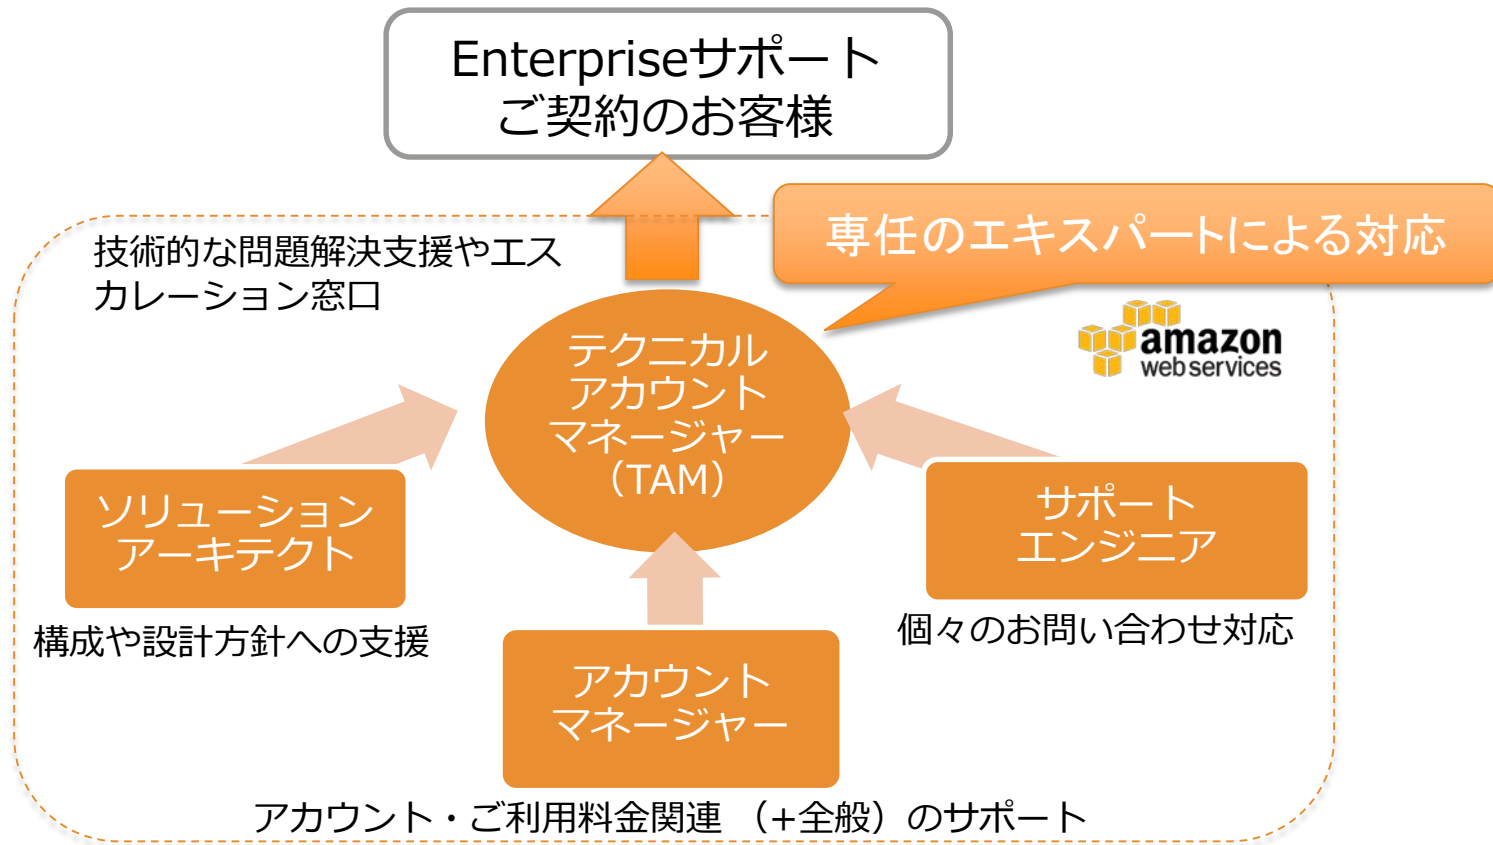 Enterpriseサポート
ご契約のお客様
専任のエキスパートによる対応
技術的な問題解決支援やエス
カレーション窓口
amazon
web services
テクニカル
アカウント
マネージャー
（TAM）
ソリューション
アーキテクト
サポート
エンジニア
構成や設計方針への支援
個々のお問い合わせ対応
アカウント
マネージャー
アカウント・ご利用料金関連 （+全般）のサポート